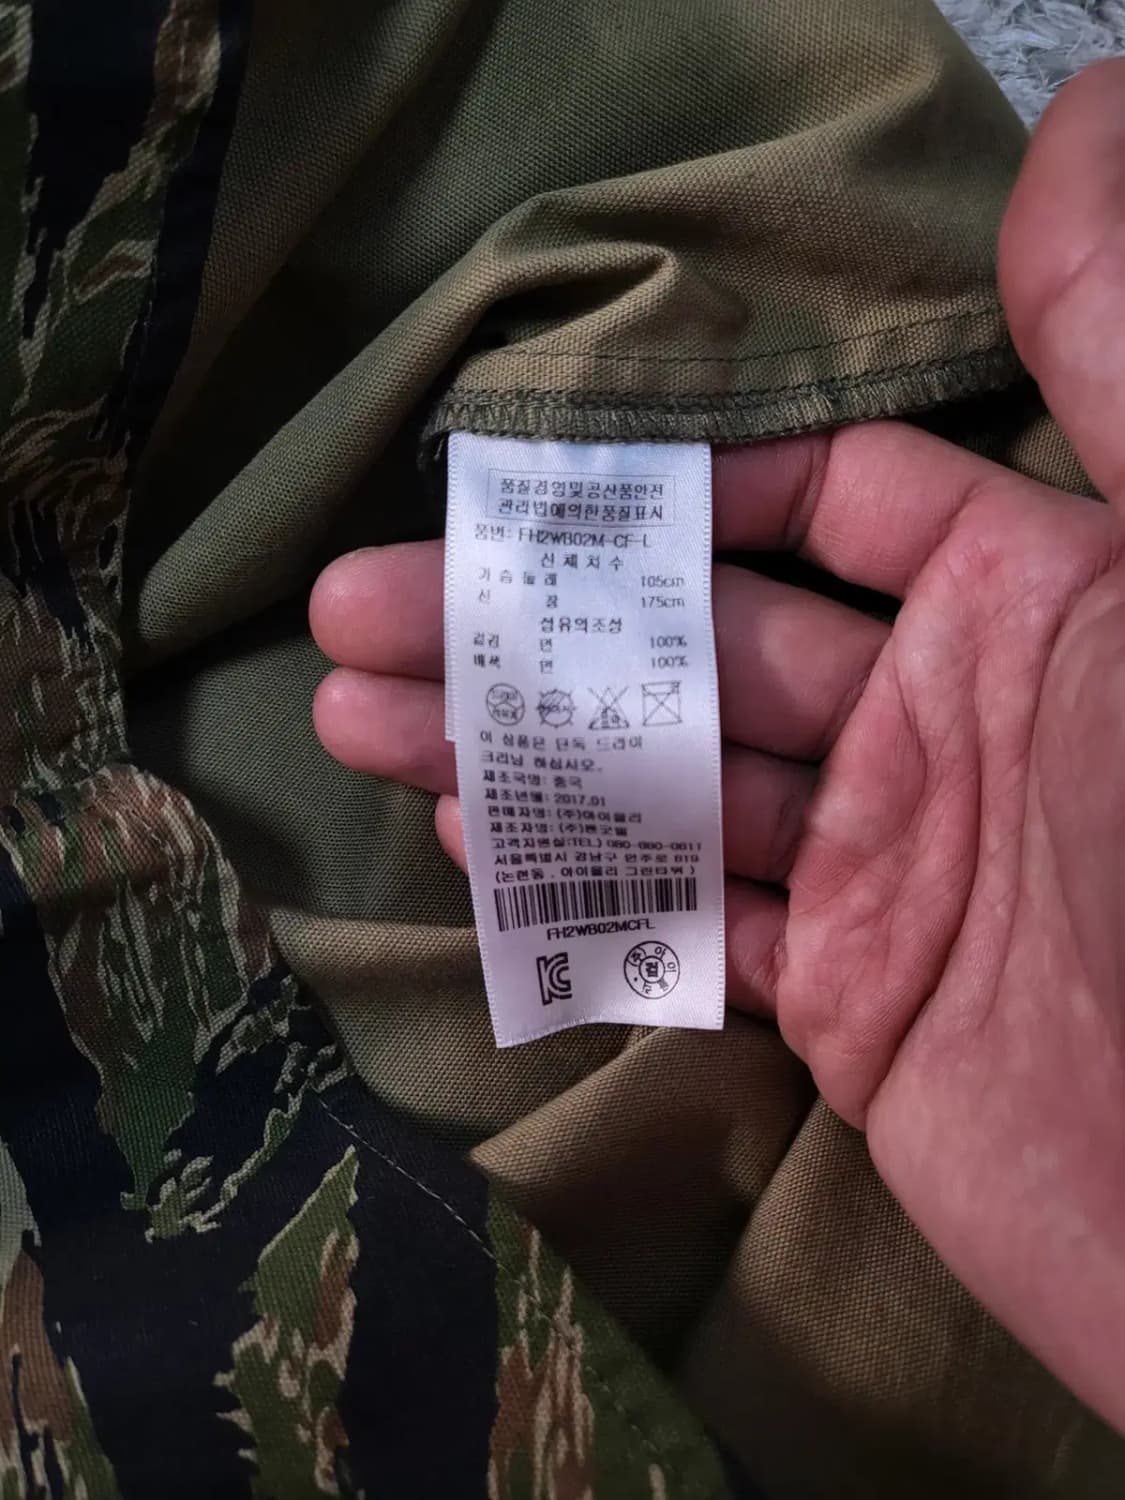 품질경영및공산품안전
관리법에의한품질표시
품번: FH2WB02M-CF-L
신체치수
가슴둘레 105cm
신장 175cm
섬유의조성
겉감 면 100%
배색 면 100%
이 상품은 단독 드라이
크리닝 하십시오.
제조국명: 중국
제조년월: 2017.01
판매자명: (주)아이올리
제조자명: (주)
고객지원실:TEL) 080-880-0611
서울특별시 강남구 언주로 819
(논현동, 아이올리 그린타워)
FH2WB02MCFL